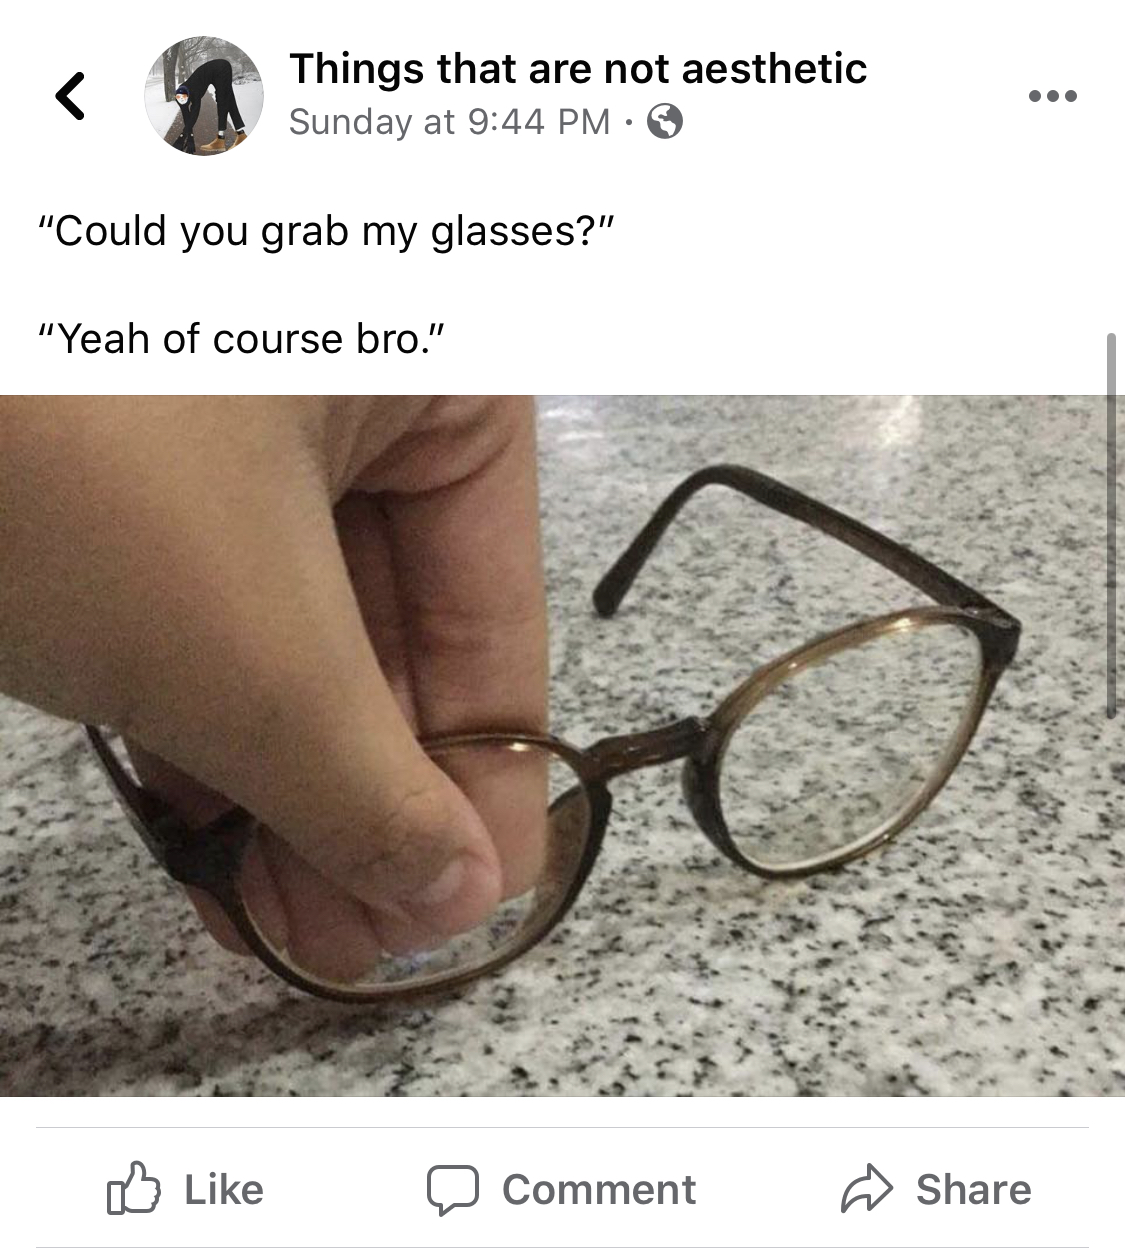 Things that are not aesthetic
Sunday at 9:44 PM ·
“Could you grab my glasses?”
“Yeah of course bro.”
Like Comment Share